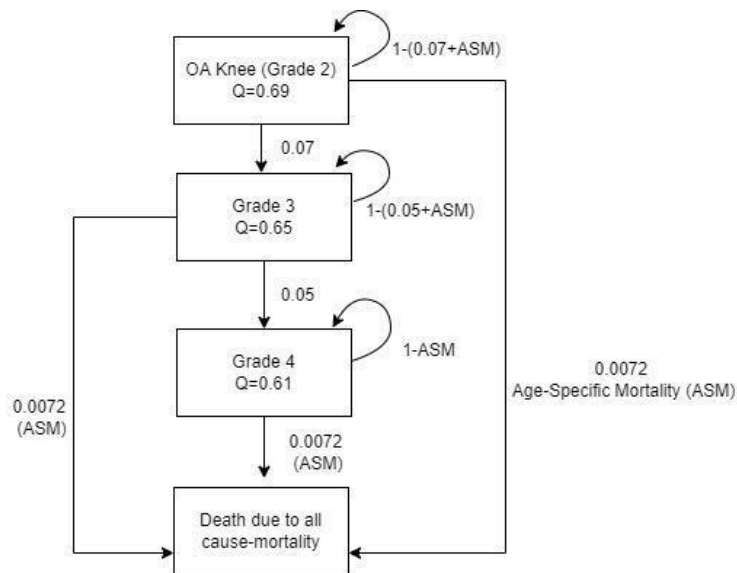 OA Knee (Grade 2)
Q=0.69
1-(0.07+ASM)
0.07
Grade 3
Q=0.65
1-(0.05+ASM)
0.05
Grade 4
Q=0.61
1-ASM
0.0072
Age-Specific Mortality (ASM)
0.0072
(ASM)
0.0072
(ASM)
Death due to all
cause-mortality